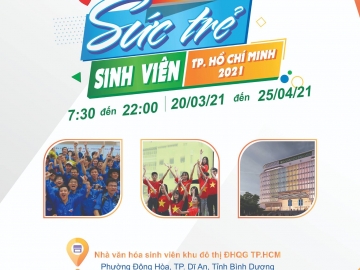 Sức trẻ
SINH VIÊN
TP. HỒ CHÍ MINH
2021
7:30 đến 22:00 | 20/03/21 đến 25/04/21
Nhà văn hóa sinh viên khu đô thị ĐHQG TP.HCM
Phường Đông Hòa, TP. Dĩ An, Tỉnh Bình Dương